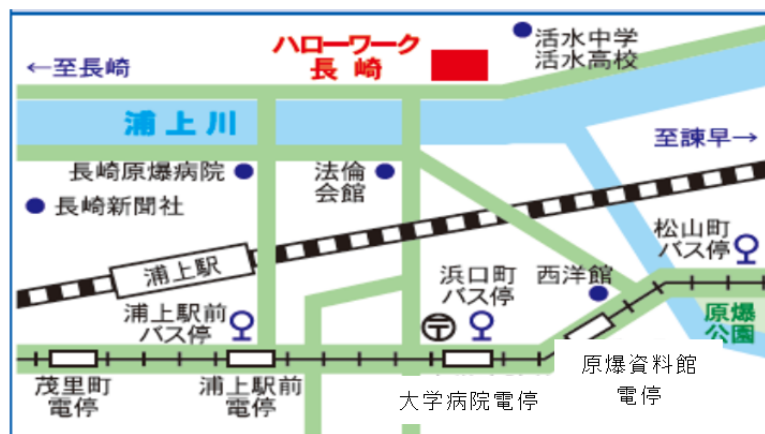 ハローワーク
長崎
活水中学
活水高校
←至長崎
浦上川
至諫早→
長崎原爆病院
法倫
会館
長崎新聞社
松山町
バス停
浦上駅
浜口町
バス停
西洋館
浦上駅前
バス停
〒
原爆
公園
茂里町
電停
浦上駅前
電停
大学病院電停
原爆資料館
電停